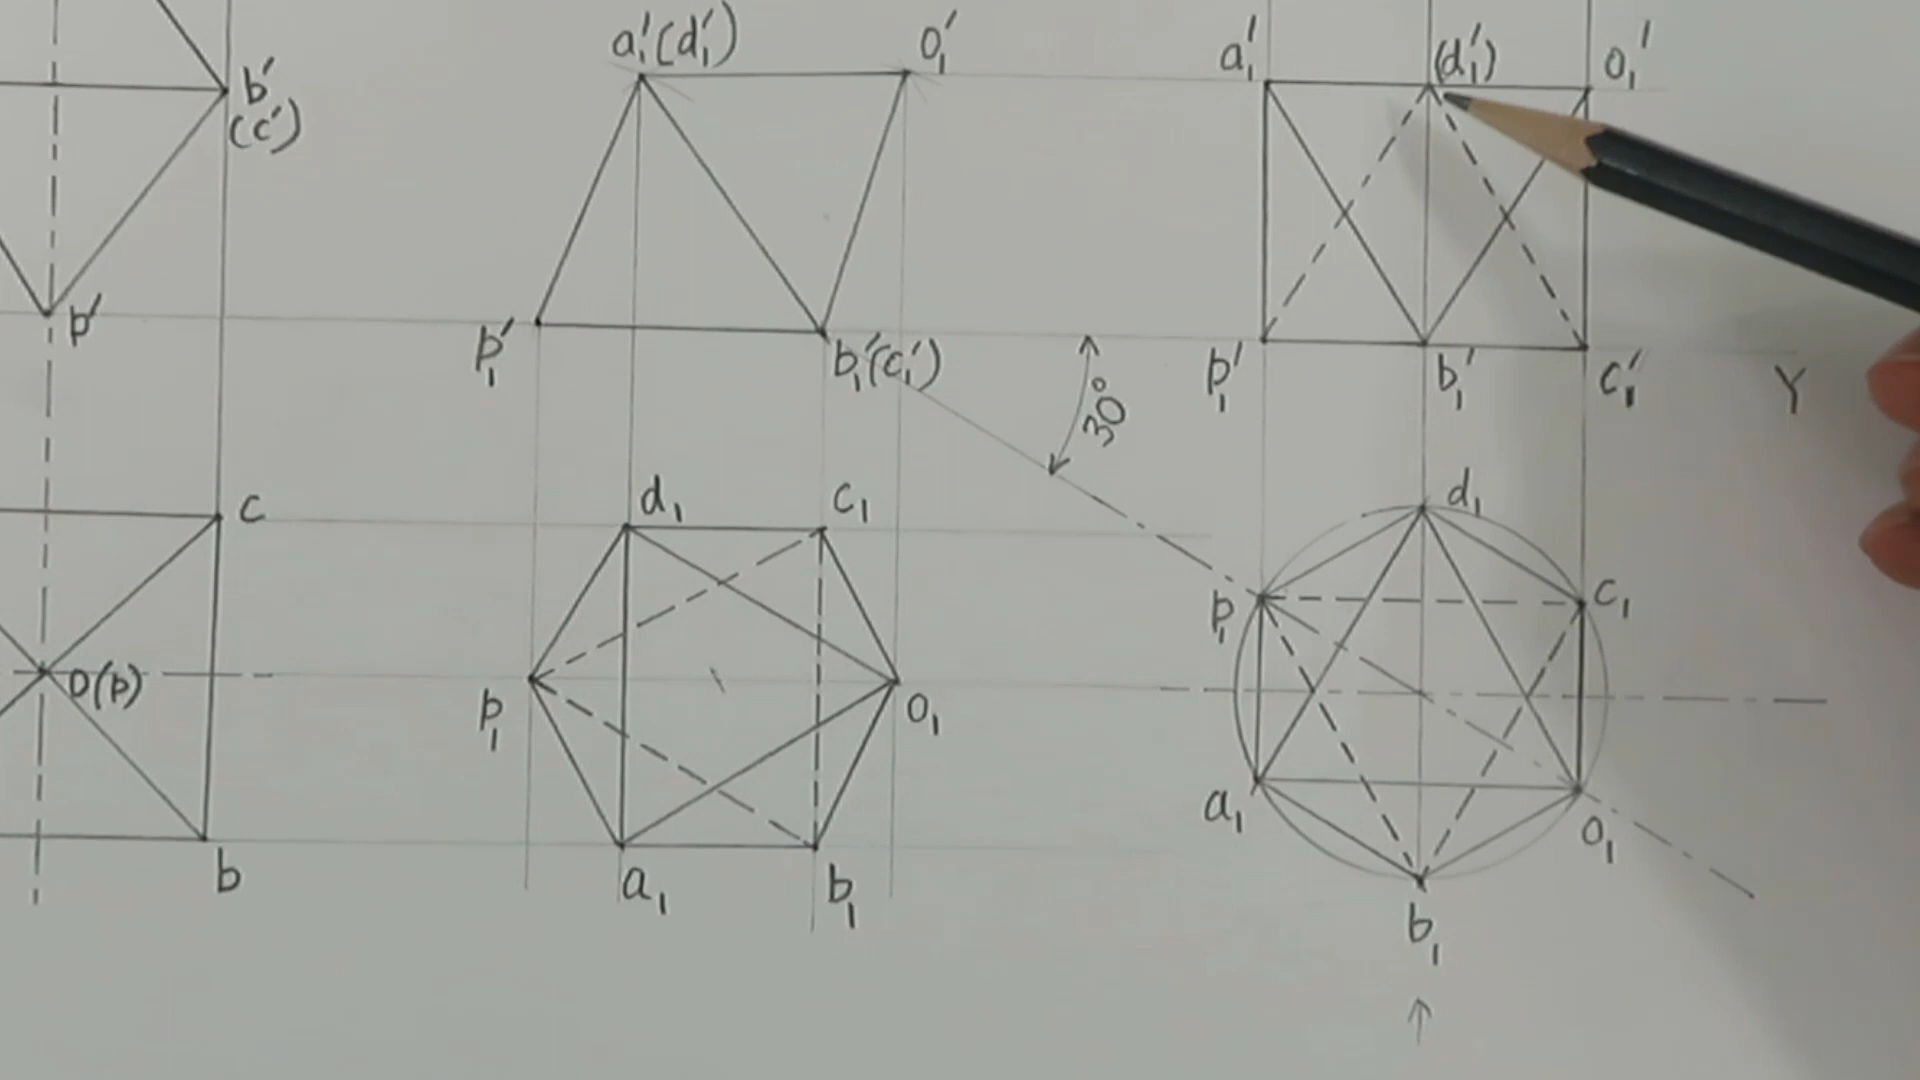 b′
(c′)
p′
c
o(p)
b
a₁′(d₁′)
o₁′
p₁′
b₁′(c₁′)
30°
d₁
c₁
p₁
o₁
a₁
b₁
a₁′
(d₁′)
o₁′
p₁′
b₁′
c₁′
Y
d₁
p₁
c₁
a₁
o₁
b₁